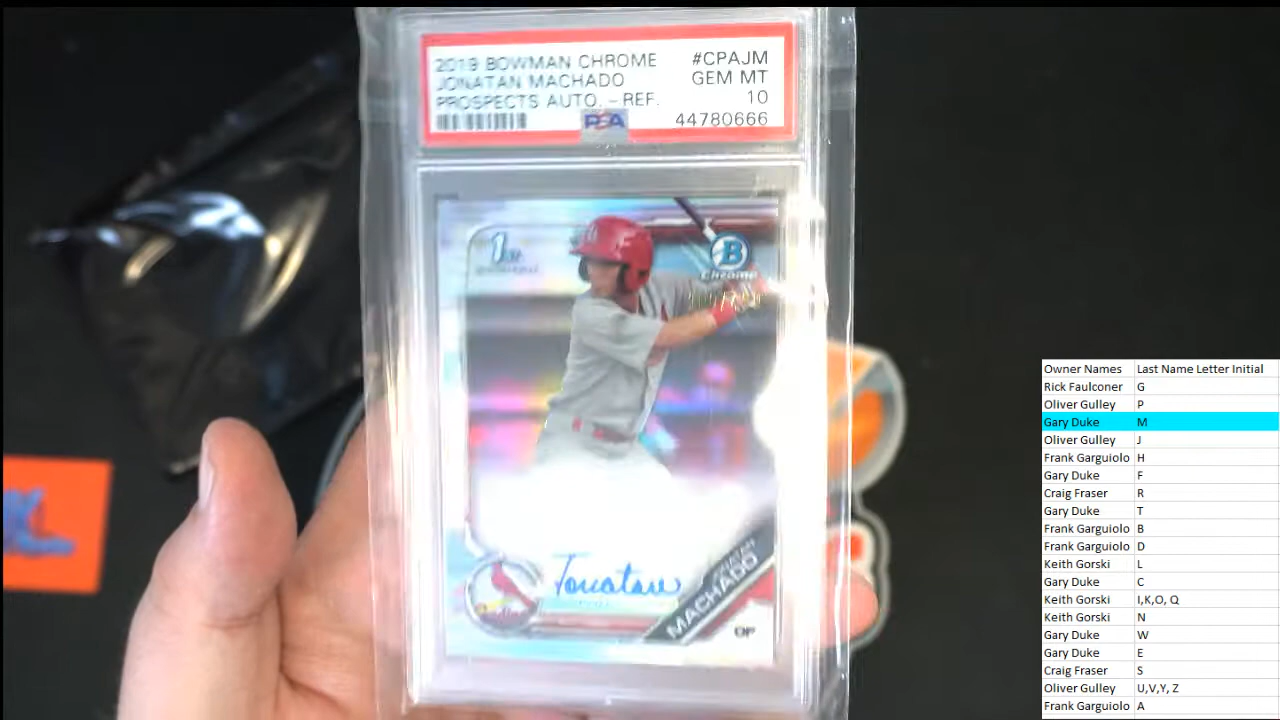 2019 BOWMAN CHROME #CPAJM
JONATAN MACHADO GEM MT
PROSPECTS AUTO. - REF. 10
PSA 44780666
1st
B
Chrome
Jonatan
MACHADO
OF
Owner Names Last Name Letter Initial
Rick Faulconer G
Oliver Gulley P
Gary Duke M
Oliver Gulley J
Frank Garguiolo H
Gary Duke F
Craig Fraser R
Gary Duke T
Frank Garguiolo B
Frank Garguiolo D
Keith Gorski L
Gary Duke C
Keith Gorski I,K,O, Q
Keith Gorski N
Gary Duke W
Gary Duke E
Craig Fraser S
Oliver Gulley U,V,Y, Z
Frank Garguiolo A